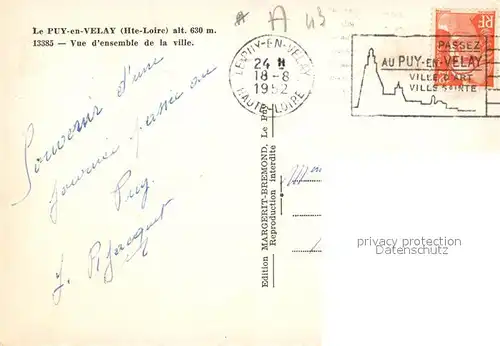 Le PUY-en-VELAY (Hte-Loire) alt. 630 m.
13385 — Vue d'ensemble de la ville.
A 43
LE PUY-EN-VELAY
24 H
18-8
1952
HAUTE-LOIRE
PASSEZ
AU PUY-EN-VELAY
VILLE D'ART
VILLE SAINTE
RF
Souvenir d'une
journée passée au
Puy.
Edition MARGERIT-BREMOND, Le Puy
Reproduction interdite
privacy protection
Datenschutz